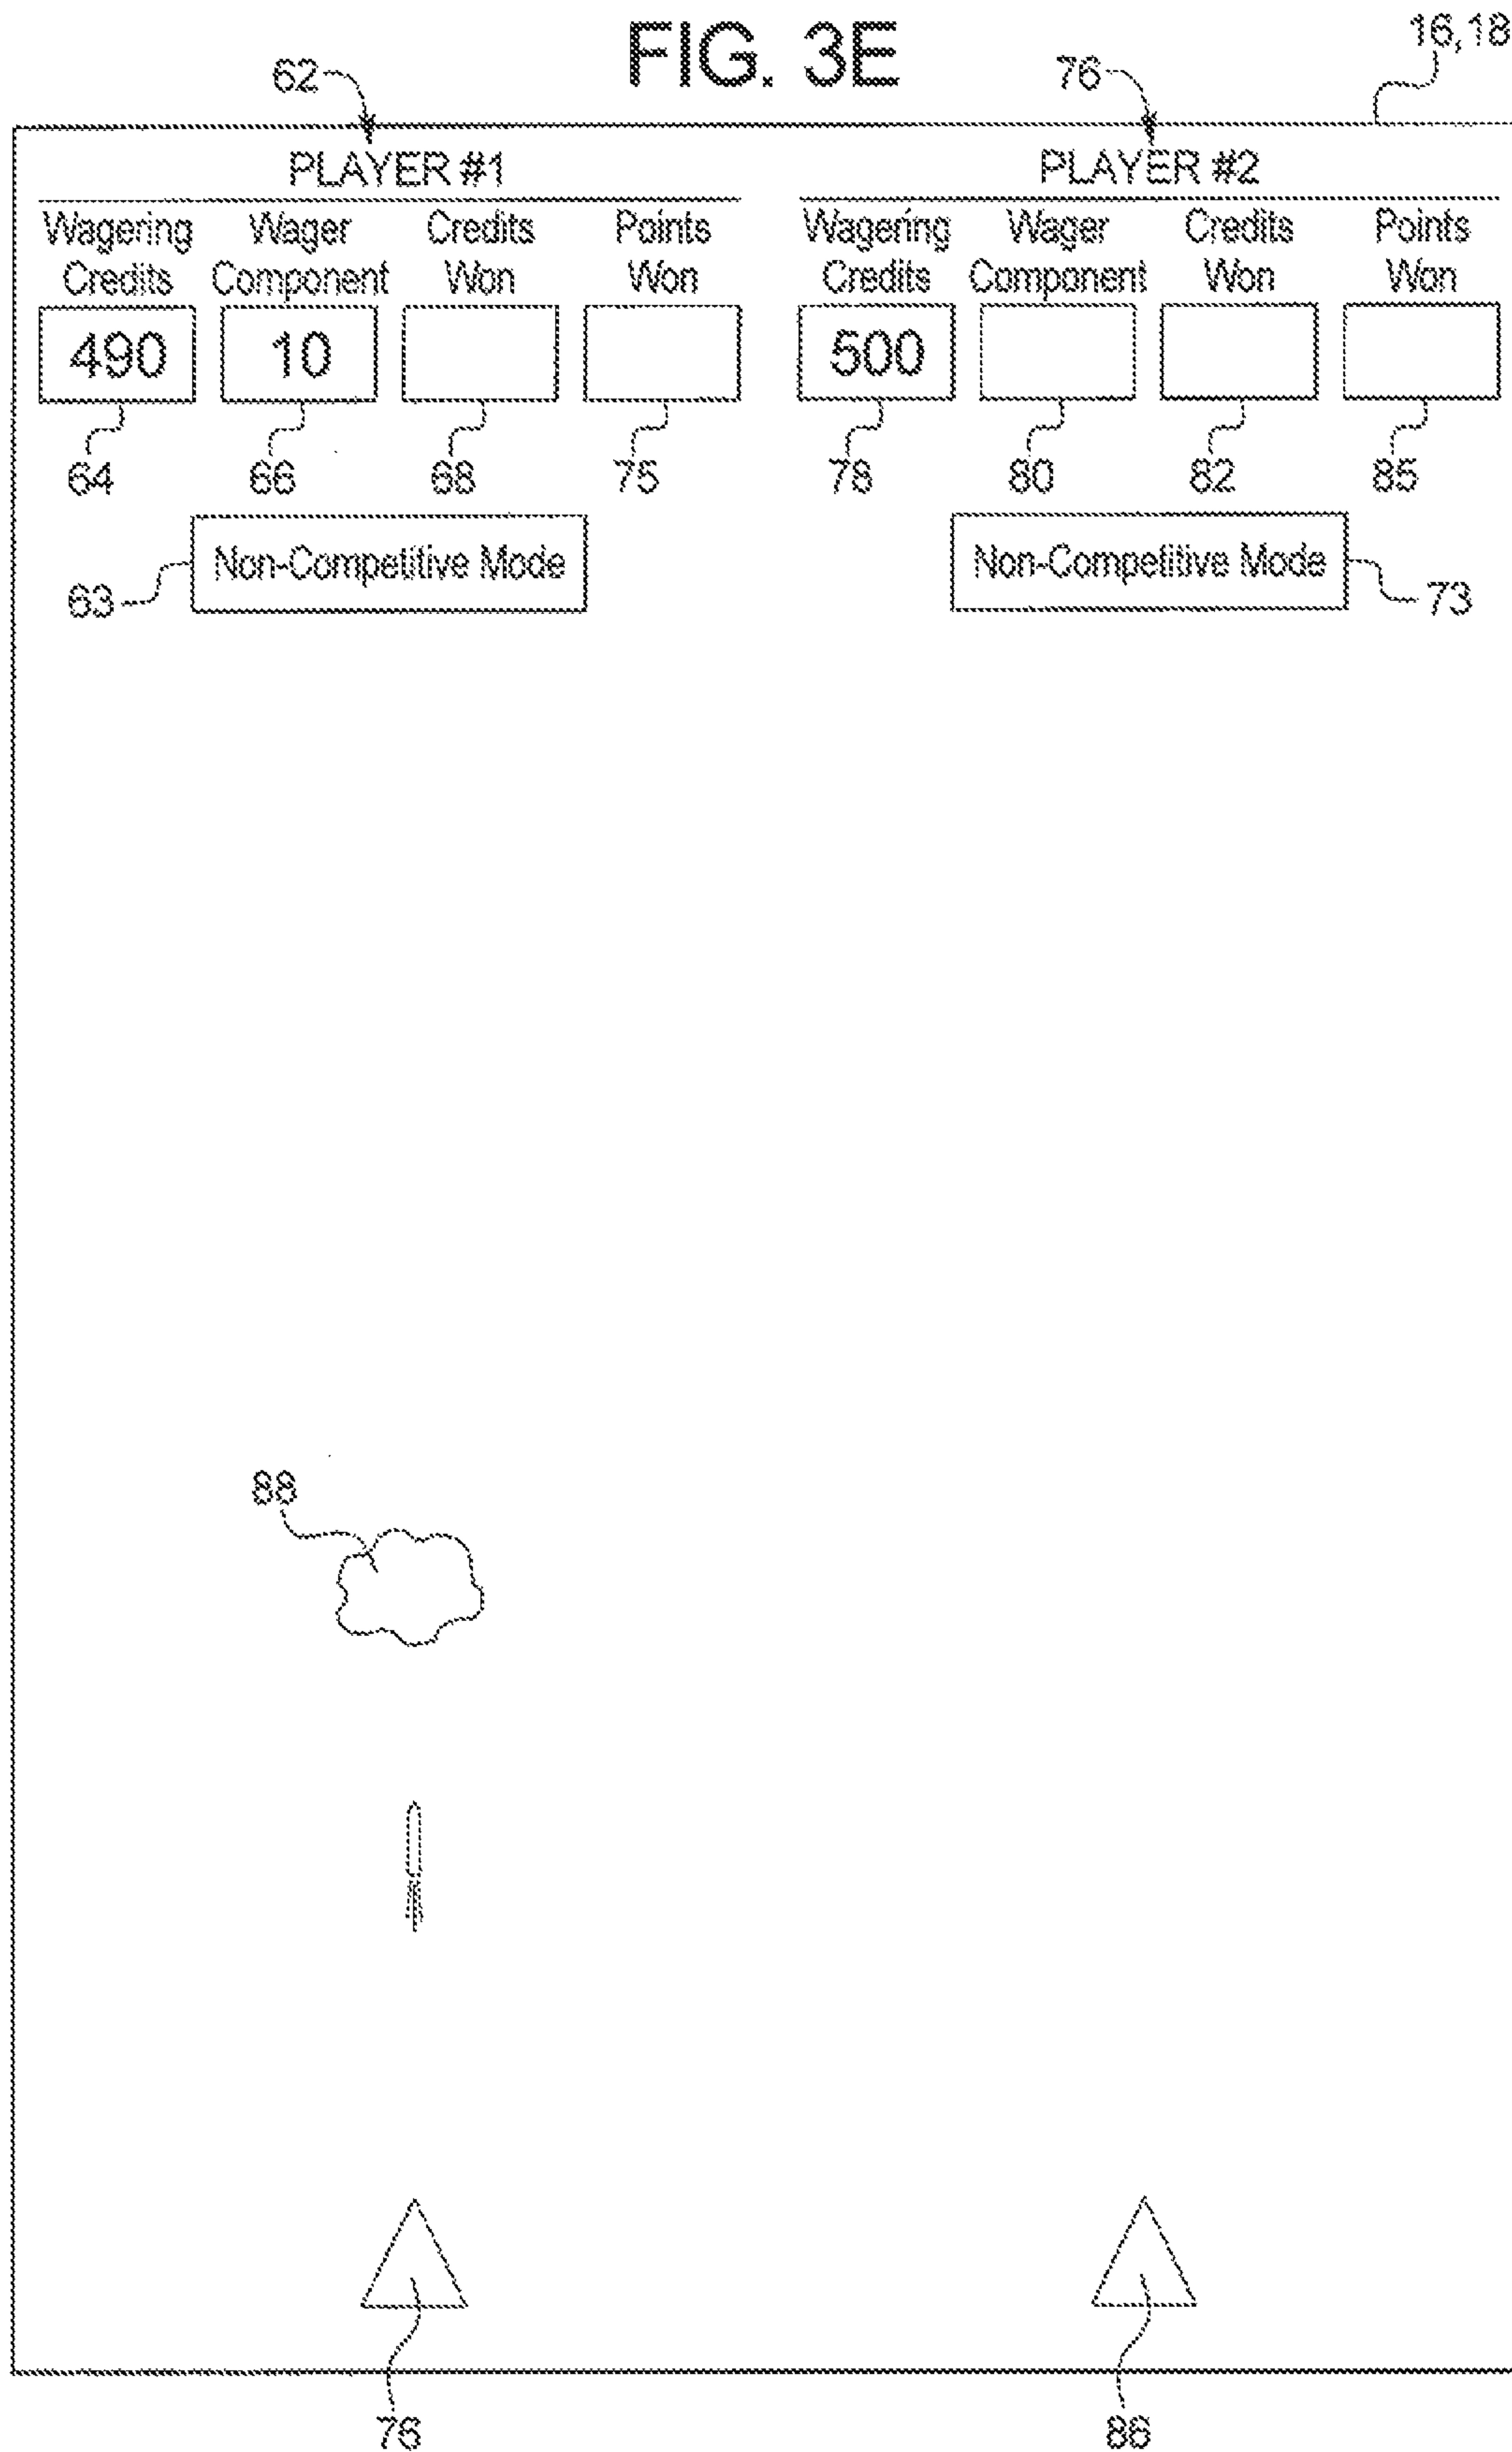 FIG. 3E
16,18
62
76
PLAYER #1
PLAYER #2
Wagering Credits
Wager Component
Credits Won
Points Won
Wagering Credits
Wager Component
Credits Won
Points Won
490
10
500
64
66
68
75
78
80
82
85
Non-Competitive Mode
Non-Competitive Mode
63
73
88
76
86